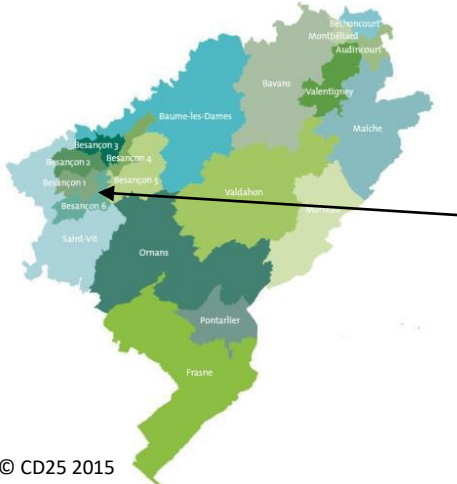 Bethoncourt
Montbéliard
Audincourt
Bavans
Valentigney
Baume-les-Dames
Maîche
Besançon 3
Besançon 2
Besançon 4
Besançon 5
Besançon 1
Valdahon
Besançon 6
Morteau
Saint-Vit
Ornans
Pontarlier
Frasne
© CD25 2015